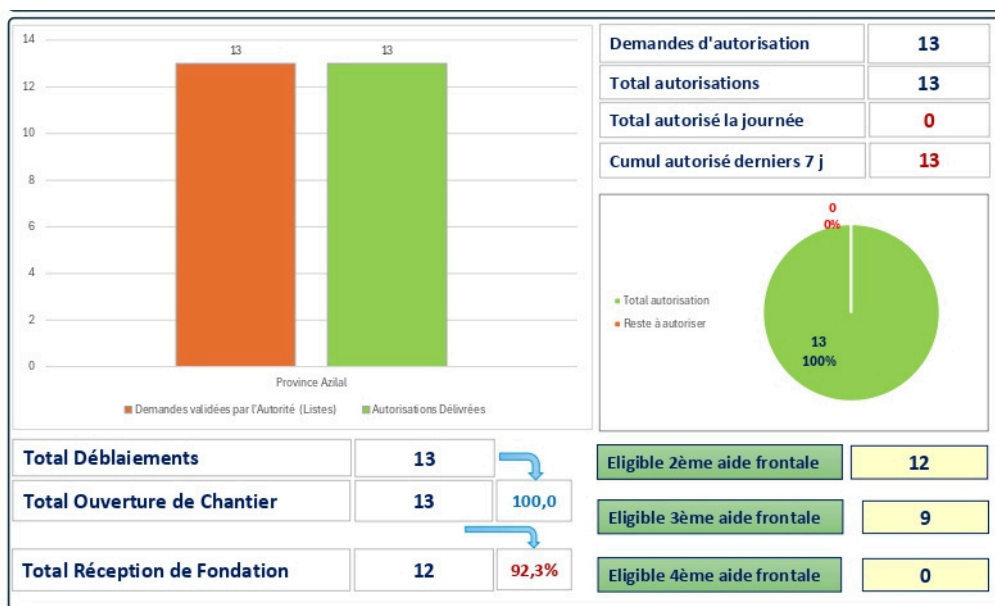 14
12
10
8
6
4
2
0
13
13
Province Azilal
Demandes validées par l'Autorité (Listes)
Autorisations Délivrées
Demandes d'autorisation 13
Total autorisations 13
Total autorisé la journée 0
Cumul autorisé derniers 7 j 13
0
0%
Total autorisation
Reste à autoriser
13
100%
Total Déblaiements 13
Total Ouverture de Chantier 13 100,0
Total Réception de Fondation 12 92,3%
Eligible 2ème aide frontale 12
Eligible 3ème aide frontale 9
Eligible 4ème aide frontale 0